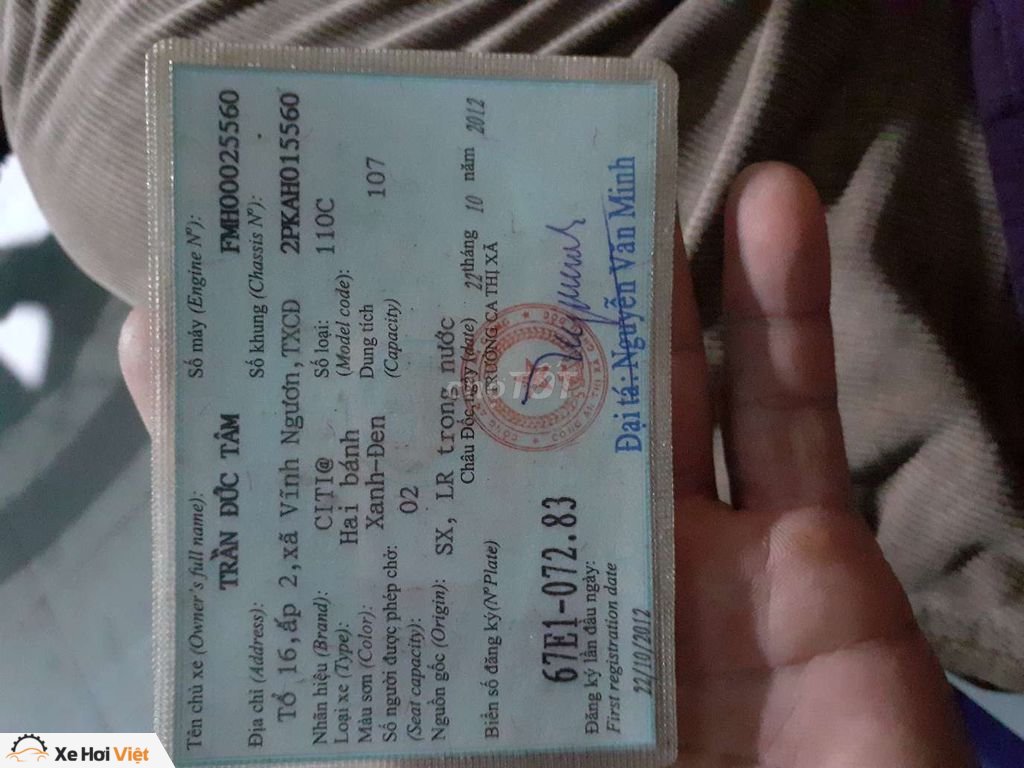 Tên chủ xe (Owner's full name): Số máy (Engine Nº):
TRẦN ĐỨC TÂM FMH00025560
Địa chỉ (Address): Số khung (Chassis Nº):
Tổ 16,ấp 2,xã Vĩnh Ngươn,TXCĐ 2PKAH015560
Nhãn hiệu (Brand): CITI@ Số loại: 110C
Loại xe (Type): Hai bánh (Model code):
Màu sơn (Color): Xanh-Đen Dung tích 107
Số người được phép chở: 02 (Capacity)
(Seat capacity):
Nguồn gốc (Origin): SX, LR trong nước
Châu Đốc, ngày (date) 22 tháng 10 năm 2012
Biển số đăng ký (Nº Plate) TRƯỞNG CA THỊ XÃ
67E1-072.83
Đăng ký lần đầu ngày:
First registration date
22/10/2012
Đại tá: Nguyễn Văn Minh
Xe Hơi Việt